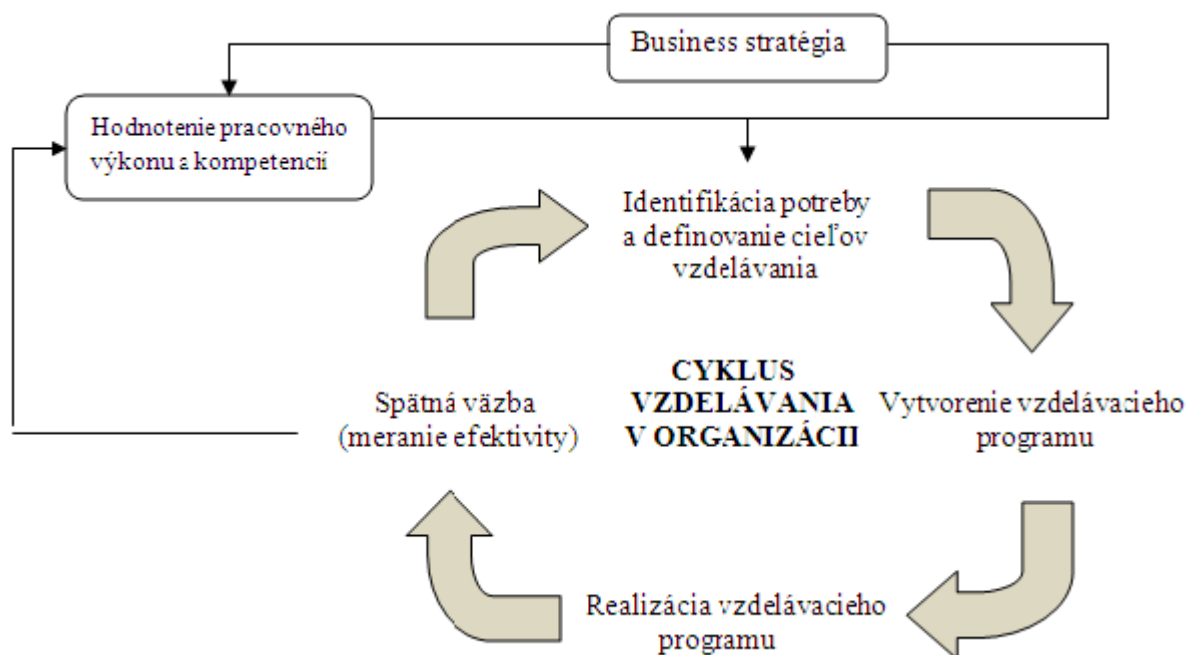 Business stratégia
Hodnotenie pracovného
výkonu a kompetencií
Identifikácia potreby
a definovanie cieľov
vzdelávania
CYKLUS
VZDELÁVANIA
V ORGANIZÁCII
Spätná väzba
(meranie efektivity)
Vytvorenie vzdelávacieho
programu
Realizácia vzdelávacieho
programu